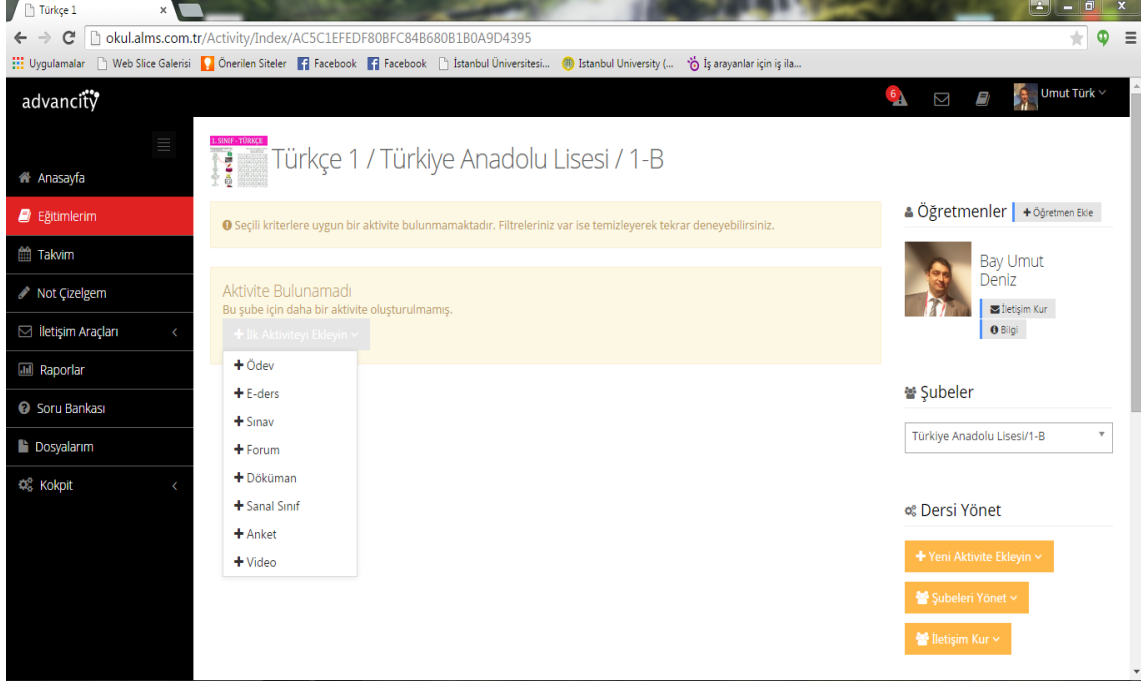 Türkçe 1
okul.alms.com.tr/Activity/Index/AC5C1EFEDF80BFC84B680B1B0A9D4395
Uygulamalar Web Slice Galerisi Önerilen Siteler Facebook Facebook İstanbul Üniversitesi... Istanbul University (... İş arayanlar için iş ila...
advancity
6
Umut Türk
1. SINIF - TÜRKÇE
Türkçe 1 / Türkiye Anadolu Lisesi / 1-B
Anasayfa
Eğitimlerim
Takvim
Not Çizelgem
İletişim Araçları
Raporlar
Soru Bankası
Dosyalarım
Kokpit
Seçili kriterlere uygun bir aktivite bulunmamaktadır. Filtreleriniz var ise temizleyerek tekrar deneyebilirsiniz.
Aktivite Bulunamadı
Bu şube için daha bir aktivite oluşturulmamış.
+ İlk Aktiviteyi Ekleyin
+ Ödev
+ E-ders
+ Sınav
+ Forum
+ Döküman
+ Sanal Sınıf
+ Anket
+ Video
Öğretmenler + Öğretmen Ekle
Bay Umut
Deniz
İletişim Kur
Bilgi
Şubeler
Türkiye Anadolu Lisesi/1-B
Dersi Yönet
+ Yeni Aktivite Ekleyin
Şubeleri Yönet
İletişim Kur